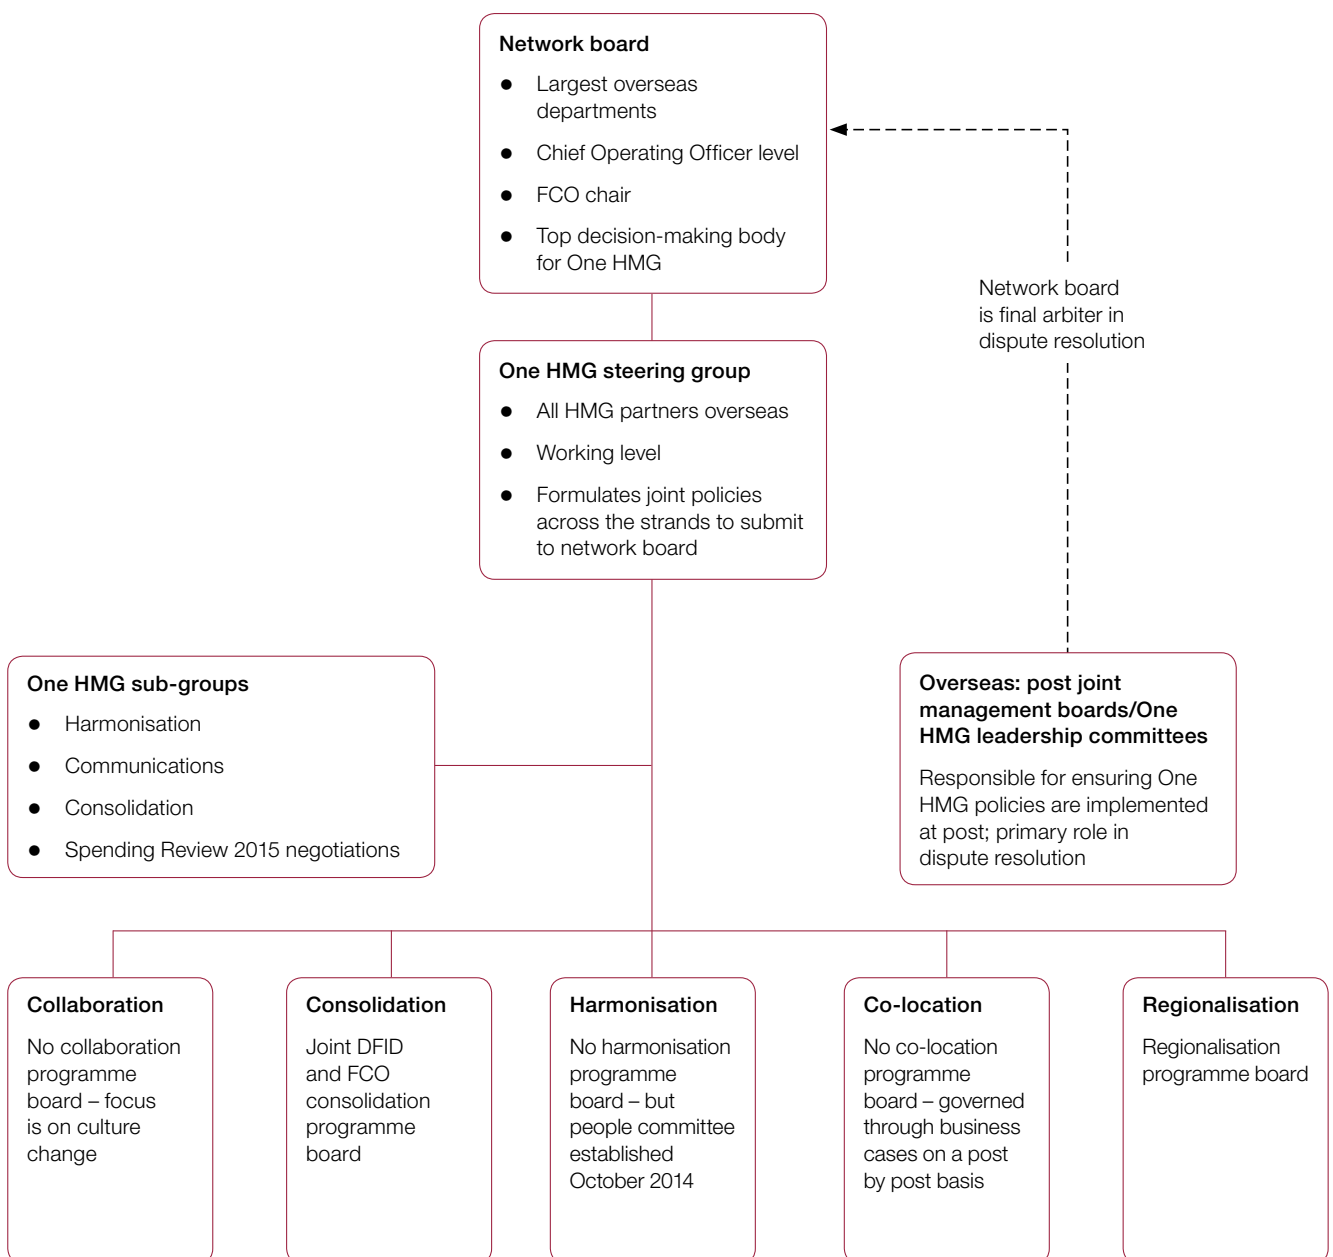 Network board
● Largest overseas
departments
● Chief Operating Officer level
● FCO chair
● Top decision-making body
for One HMG
Network board
is final arbiter in
dispute resolution
One HMG steering group
● All HMG partners overseas
● Working level
● Formulates joint policies
across the strands to submit
to network board
One HMG sub-groups
● Harmonisation
● Communications
● Consolidation
● Spending Review 2015 negotiations
Overseas: post joint
management boards/One
HMG leadership committees
Responsible for ensuring One
HMG policies are implemented
at post; primary role in
dispute resolution
Collaboration
No collaboration
programme
board – focus
is on culture
change
Consolidation
Joint DFID
and FCO
consolidation
programme
board
Harmonisation
No harmonisation
programme
board – but
people committee
established
October 2014
Co-location
No co-location
programme
board – governed
through business
cases on a post
by post basis
Regionalisation
Regionalisation
programme board